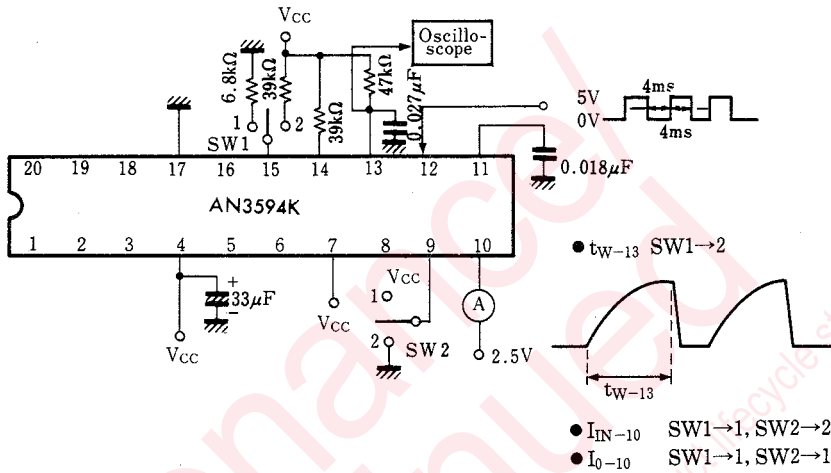 VCC
Oscillo-
scope
6.8kΩ
39kΩ
47kΩ
0.027μF
39kΩ
1
2
SW1
4ms
5V
0V
4ms
0.018μF
20 19 18 17 16 15 14 13 12 11
AN3594K
1 2 3 4 5 6 7 8 9 10
+
33μF
−
VCC
VCC
VCC
1
2
SW2
A
2.5V
● tW−13 SW1→2
tW−13
● IIN−10 SW1→1, SW2→2
● I0−10 SW1→1, SW2→1